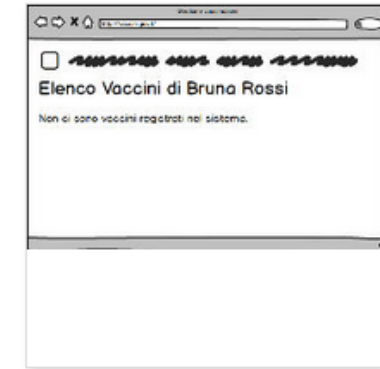 Elenco Vaccini di Bruna Rossi
Non ci sono vaccini registrati nel sistema.